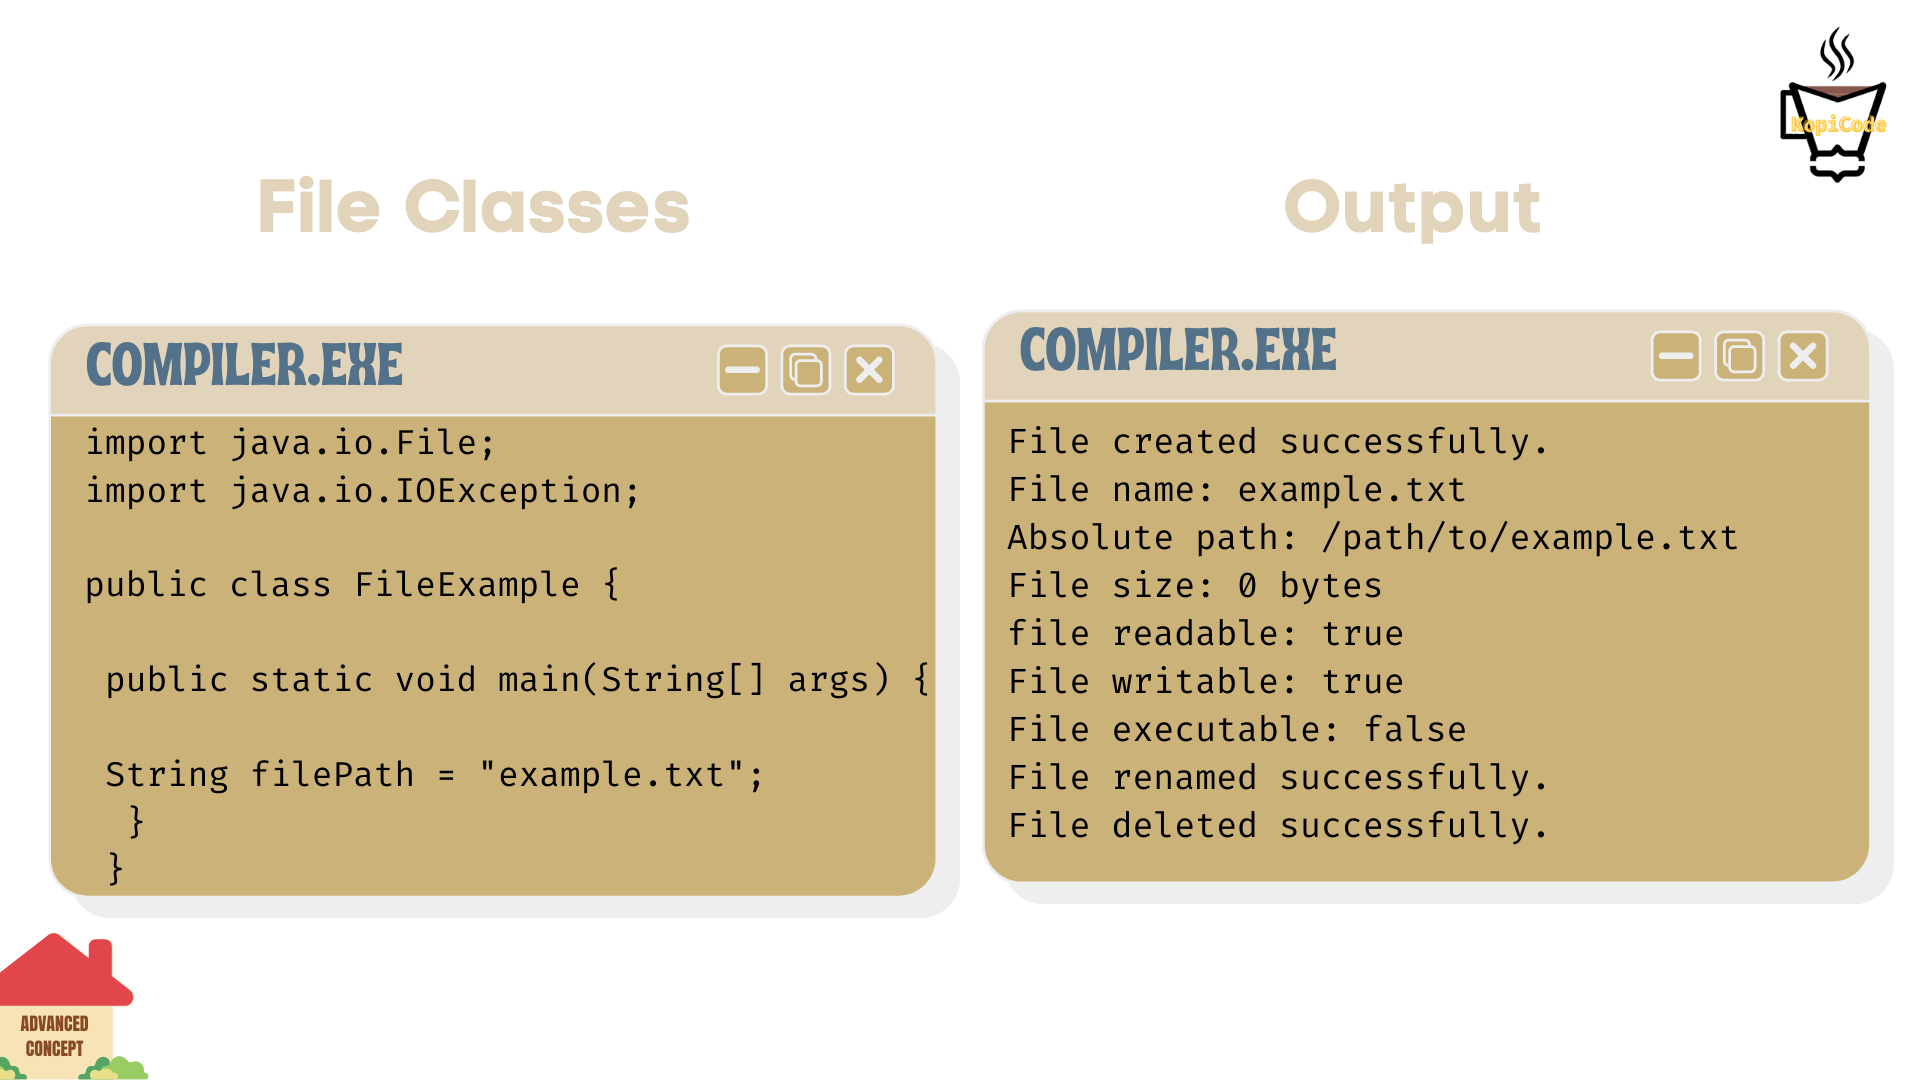 KopiCode
File Classes
Output
COMPILER.EXE
import java.io.File;
import java.io.IOException;
public class FileExample {
public static void main(String[] args) {
String filePath = "example.txt";
}
}
COMPILER.EXE
File created successfully.
File name: example.txt
Absolute path: /path/to/example.txt
File size: 0 bytes
file readable: true
File writable: true
File executable: false
File renamed successfully.
File deleted successfully.
ADVANCED
CONCEPT